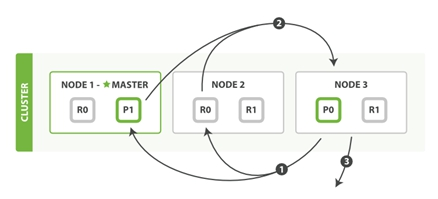 2
CLUSTER
NODE 1 - ★ MASTER
R0 P1
NODE 2
R0 R1
NODE 3
P0 R1
1
3